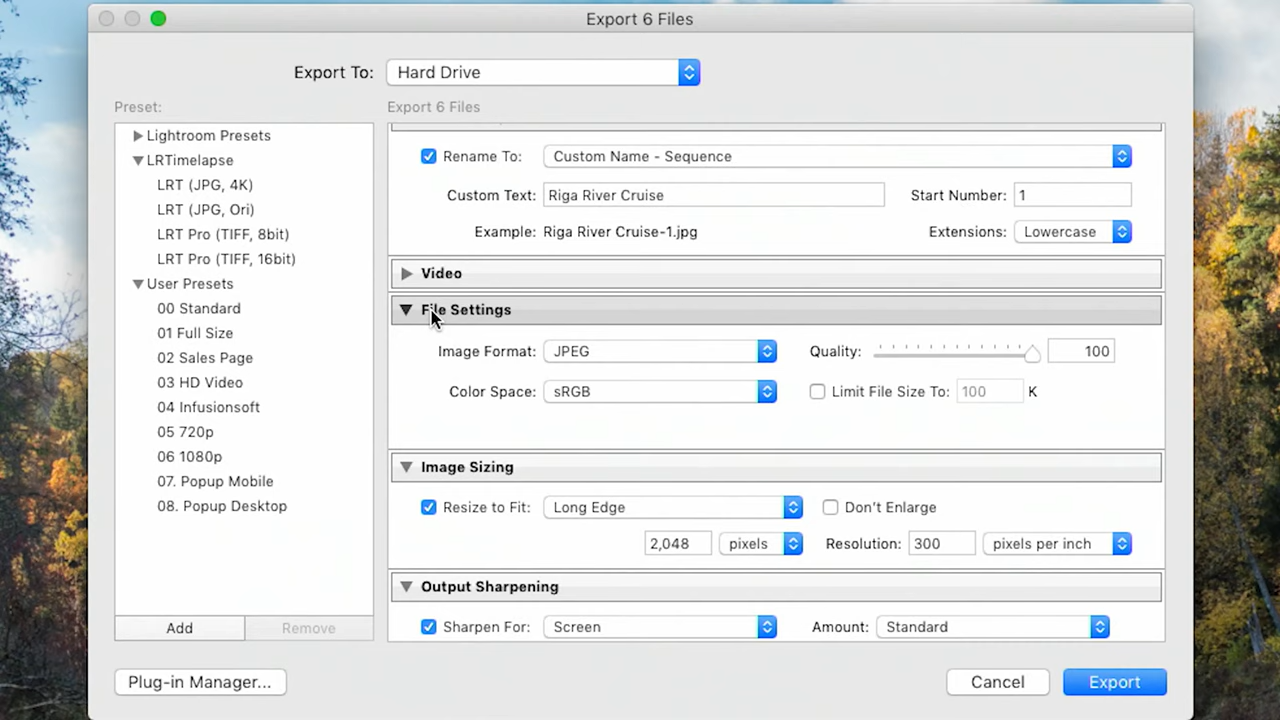 Export 6 Files
Export To: Hard Drive
Preset:
Lightroom Presets
LRTimelapse
LRT (JPG, 4K)
LRT (JPG, Ori)
LRT Pro (TIFF, 8bit)
LRT Pro (TIFF, 16bit)
User Presets
00 Standard
01 Full Size
02 Sales Page
03 HD Video
04 Infusionsoft
05 720p
06 1080p
07. Popup Mobile
08. Popup Desktop
Add Remove
Export 6 Files
Rename To: Custom Name - Sequence
Custom Text: Riga River Cruise Start Number: 1
Example: Riga River Cruise-1.jpg Extensions: Lowercase
Video
File Settings
Image Format: JPEG Quality: 100
Color Space: sRGB Limit File Size To: 100 K
Image Sizing
Resize to Fit: Long Edge Don't Enlarge
2,048 pixels Resolution: 300 pixels per inch
Output Sharpening
Sharpen For: Screen Amount: Standard
Plug-in Manager... Cancel Export